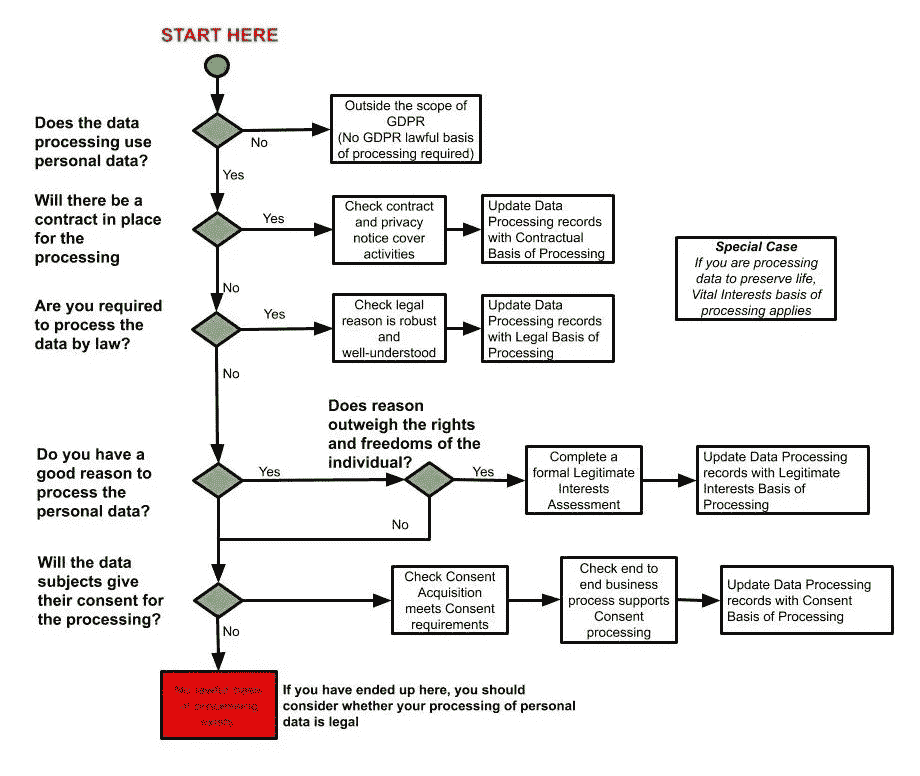 START HERE
Does the data
processing use
personal data?
No
Outside the scope of
GDPR
(No GDPR lawful basis
of processing required)
Yes
Will there be a
contract in place
for the
processing
Yes
Check contract
and privacy
notice cover
activities
Update Data
Processing records
with Contractual
Basis of Processing
Special Case
If you are processing
data to preserve life,
Vital Interests basis of
processing applies
No
Are you required
to process the
data by law?
Yes
Check legal
reason is robust
and
well-understood
Update Data
Processing records
with Legal Basis of
Processing
No
Does reason
outweigh the rights
and freedoms of the
individual?
Do you have a
good reason to
process the
personal data?
Yes
Yes
Complete a
formal Legitimate
Interests
Assessment
Update Data Processing
records with Legitimate
Interests Basis of
Processing
No
Will the data
subjects give
their consent for
the processing?
Check Consent
Acquisition
meets Consent
requirements
Check end to
end business
process supports
Consent
processing
Update Data Processing
records with Consent
Basis of Processing
No
If you have ended up here, you should
consider whether your processing of personal
data is legal